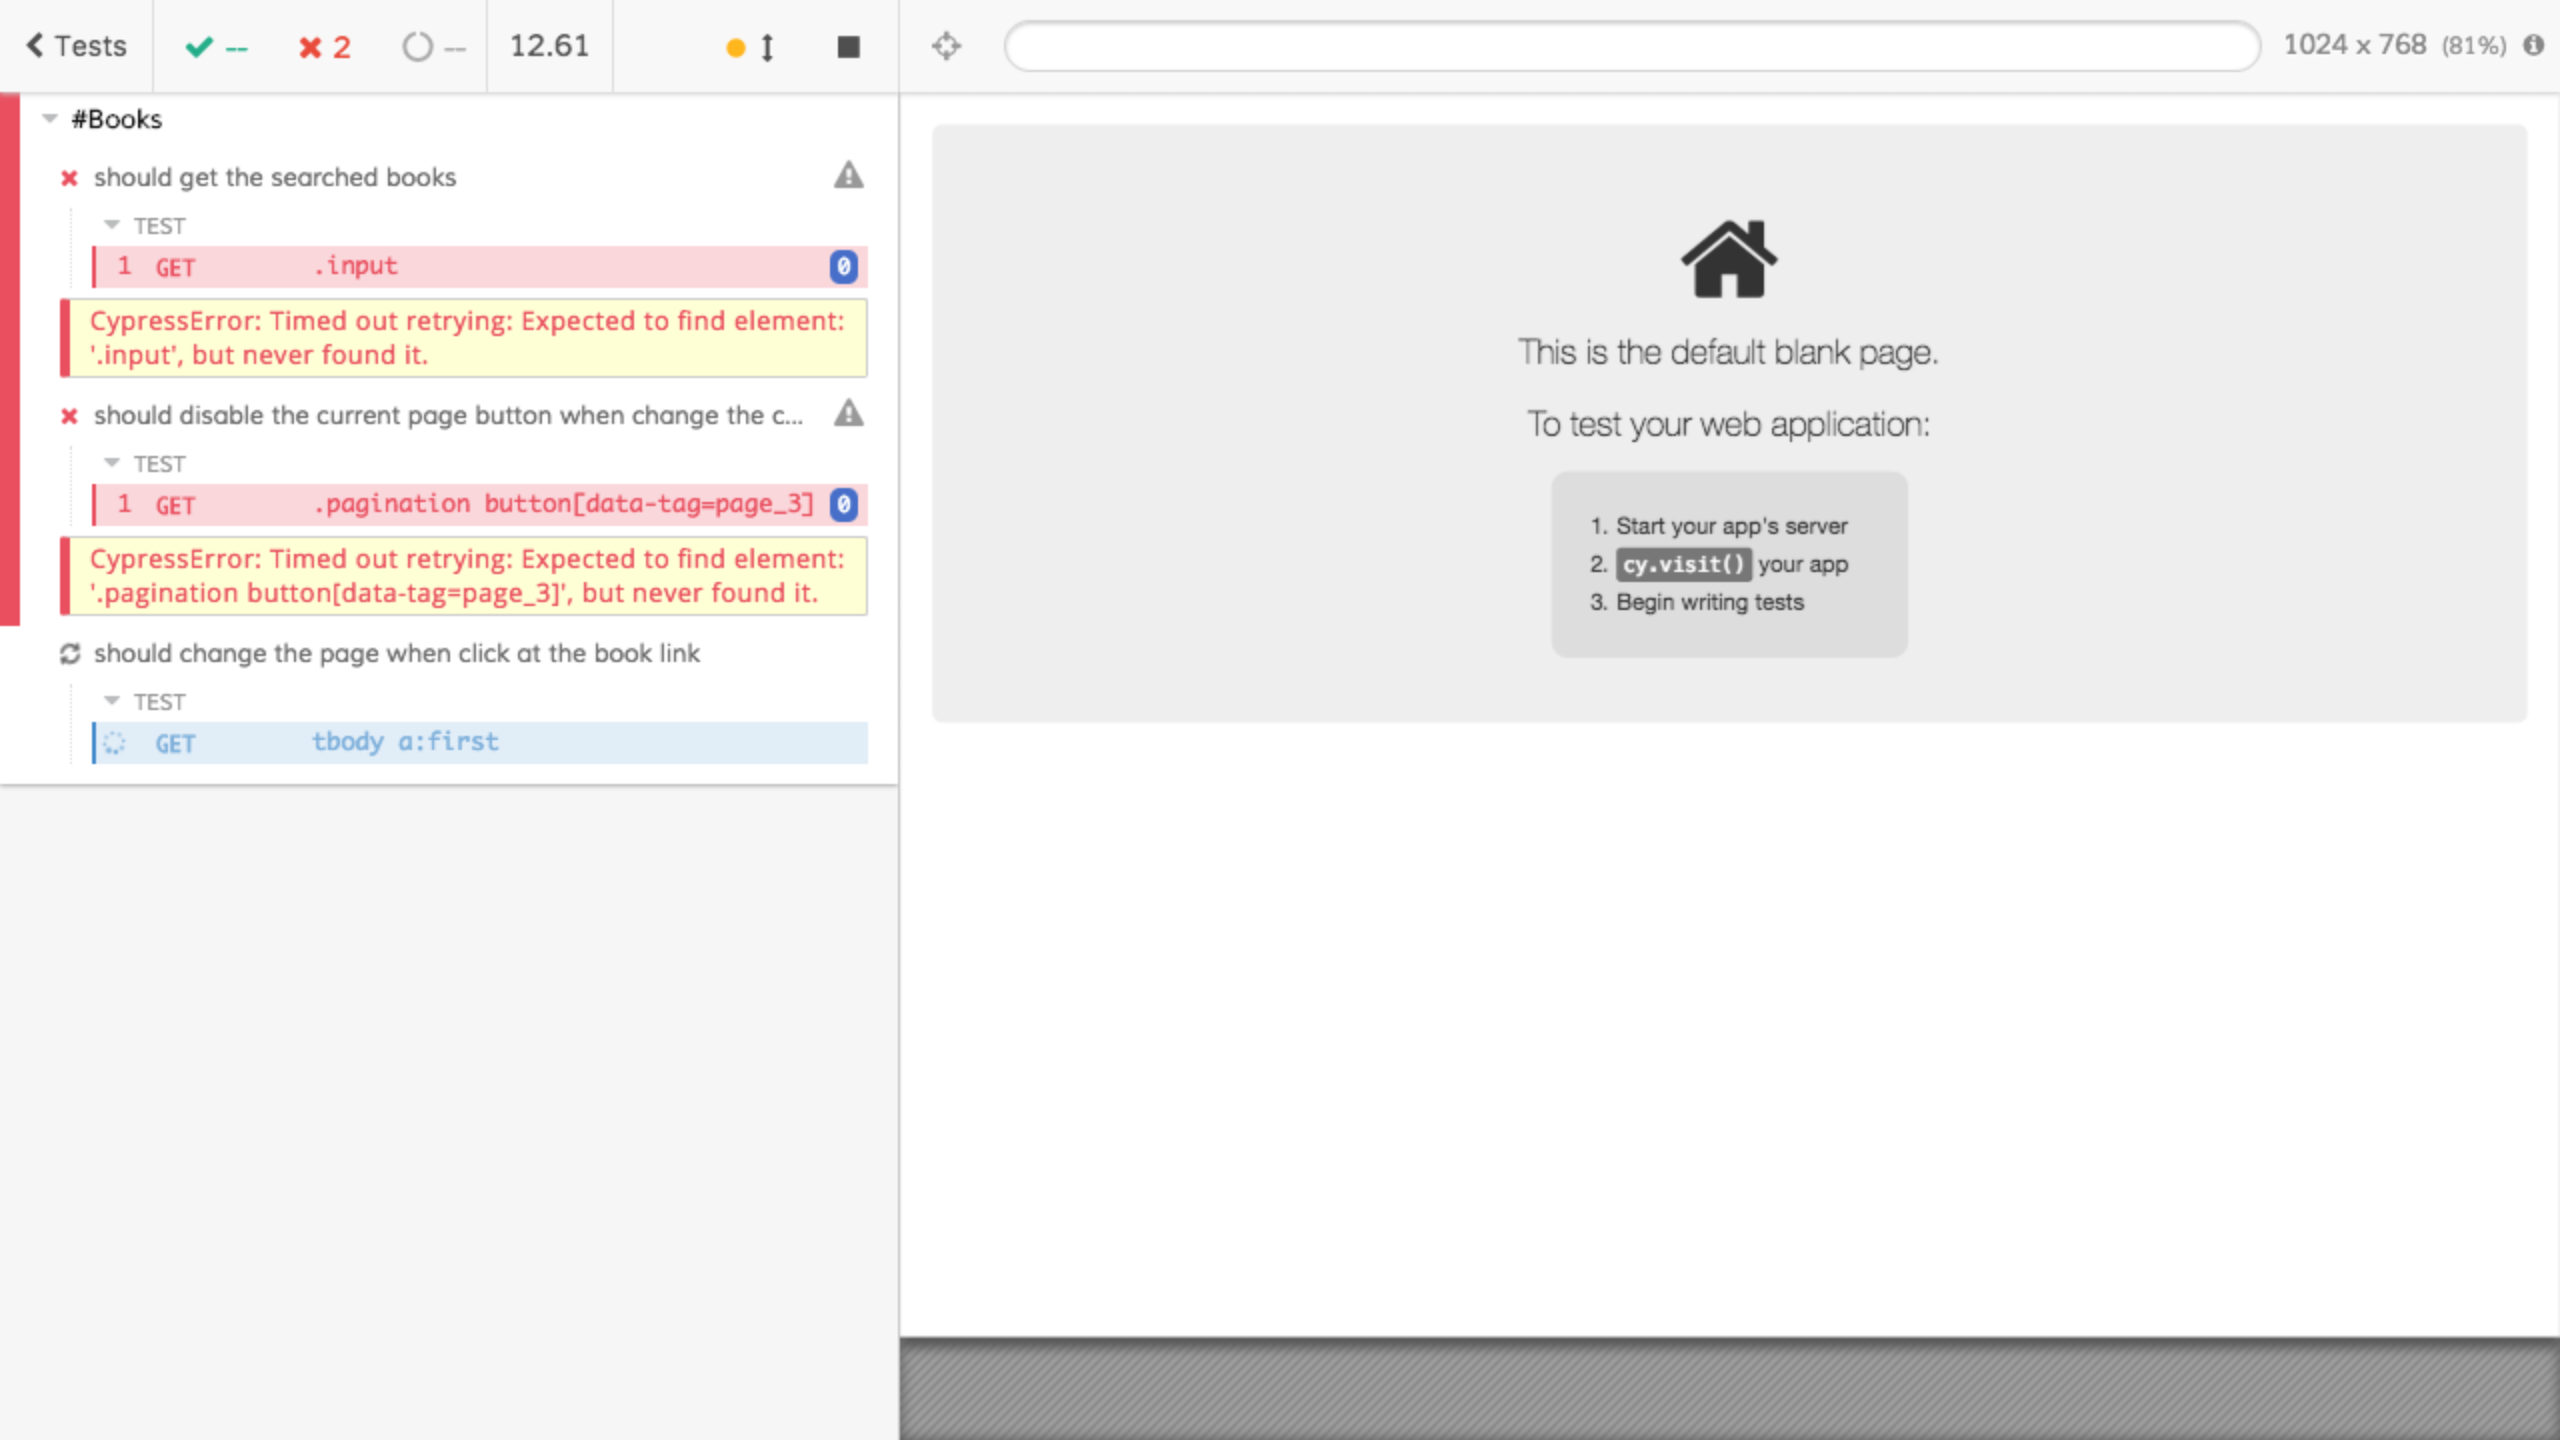 Tests -- 2 -- 12.61
1024 x 768 (81%)
#Books
should get the searched books
TEST
1 GET .input 0
CypressError: Timed out retrying: Expected to find element:
'.input', but never found it.
should disable the current page button when change the c...
TEST
1 GET .pagination button[data-tag=page_3] 0
CypressError: Timed out retrying: Expected to find element:
'.pagination button[data-tag=page_3]', but never found it.
should change the page when click at the book link
TEST
GET tbody a:first
This is the default blank page.
To test your web application:
1. Start your app's server
2. cy.visit() your app
3. Begin writing tests